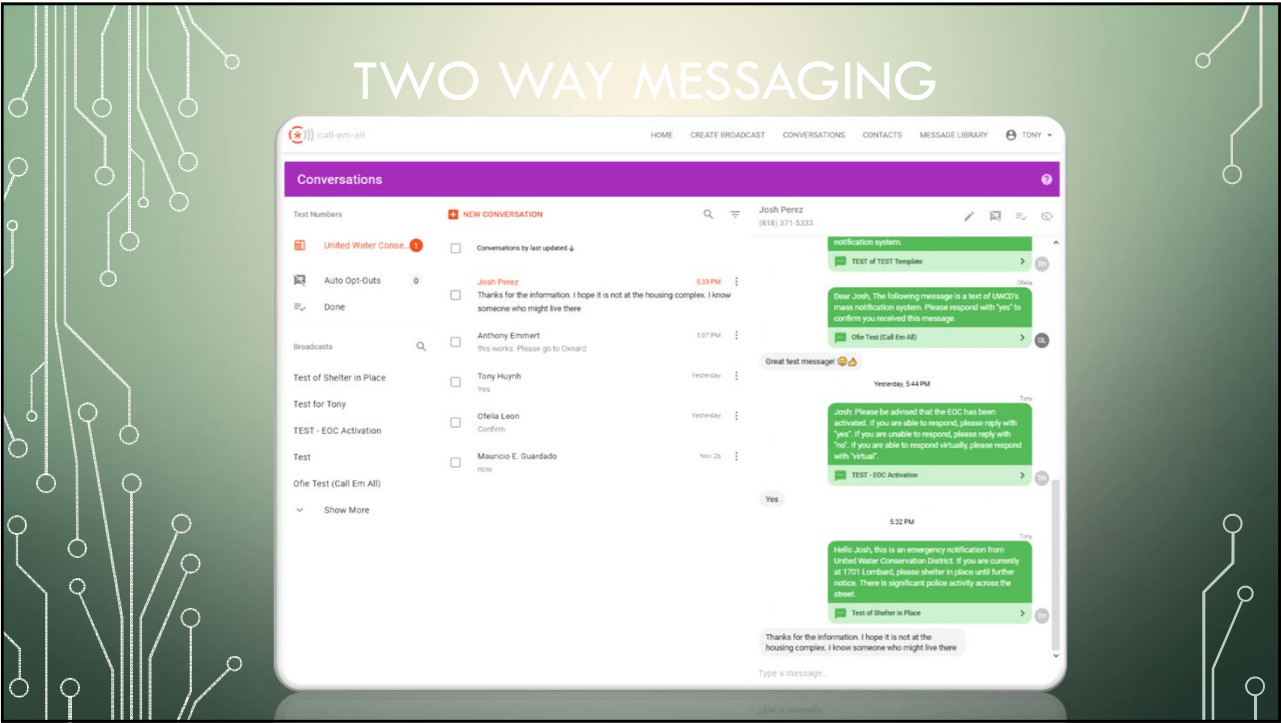 TWO WAY MESSAGING
call-em-all
HOME CREATE BROADCAST CONVERSATIONS CONTACTS MESSAGE LIBRARY TONY
Conversations
Text Numbers
United Water Conse... 1
Auto Opt-Outs 0
Done
Broadcasts
Test of Shelter in Place
Test for Tony
TEST - EOC Activation
Test
Ofie Test (Call Em All)
Show More
NEW CONVERSATION
Conversations by last updated ↓
Josh Perez 5:33 PM
Thanks for the information. I hope it is not at the housing complex. I know
someone who might live there
Anthony Emmert 3:07 PM
this works. Please go to Oxnard
Tony Huynh Yesterday
Yes
Ofelia Leon Yesterday
Confirm
Mauricio E. Guardado Nov 26
now
Josh Perez
(818) 371-5333
notification system.
TEST of TEST Template
TH
Ofelia
Dear Josh, The following message is a text of UWCD's
mass notification system. Please respond with "yes" to
confirm you received this message.
Ofie Test (Call Em All)
OL
Great test message! 😀👍
Yesterday, 5:44 PM
Tony
Josh: Please be advised that the EOC has been
activated. If you are able to respond, please reply with
"yes". If you are unable to respond, please reply with
"no". If you are able to respond virtually, please respond
with "virtual".
TEST - EOC Activation
TH
Yes
5:32 PM
Tony
Hello Josh, this is an emergency notification from
United Water Conservation District. If you are currently
at 1701 Lombard, please shelter in place until further
notice. There is significant police activity across the
street.
Test of Shelter in Place
TH
Thanks for the information. I hope it is not at the
housing complex. I know someone who might live there
Type a message...